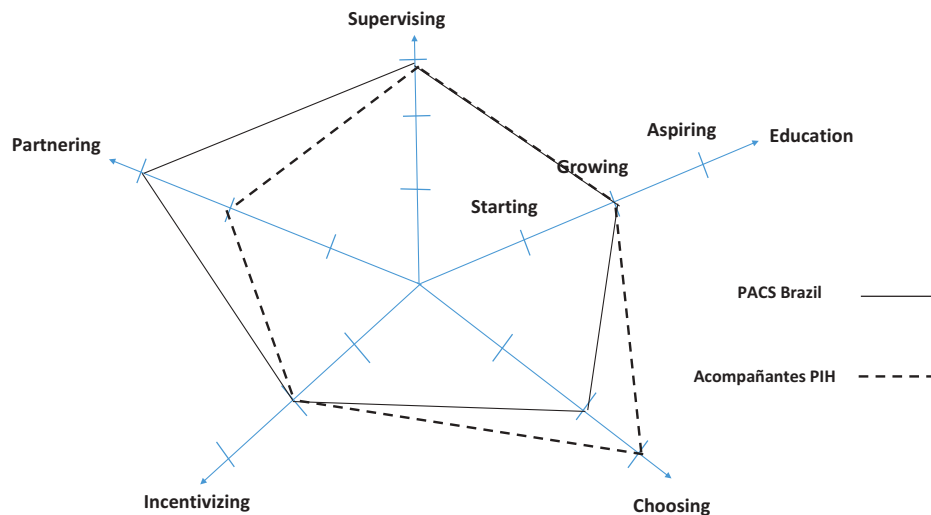 Supervising
Partnering
Aspiring
Education
Growing
Starting
PACS Brazil
Acompañantes PIH
Incentivizing
Choosing